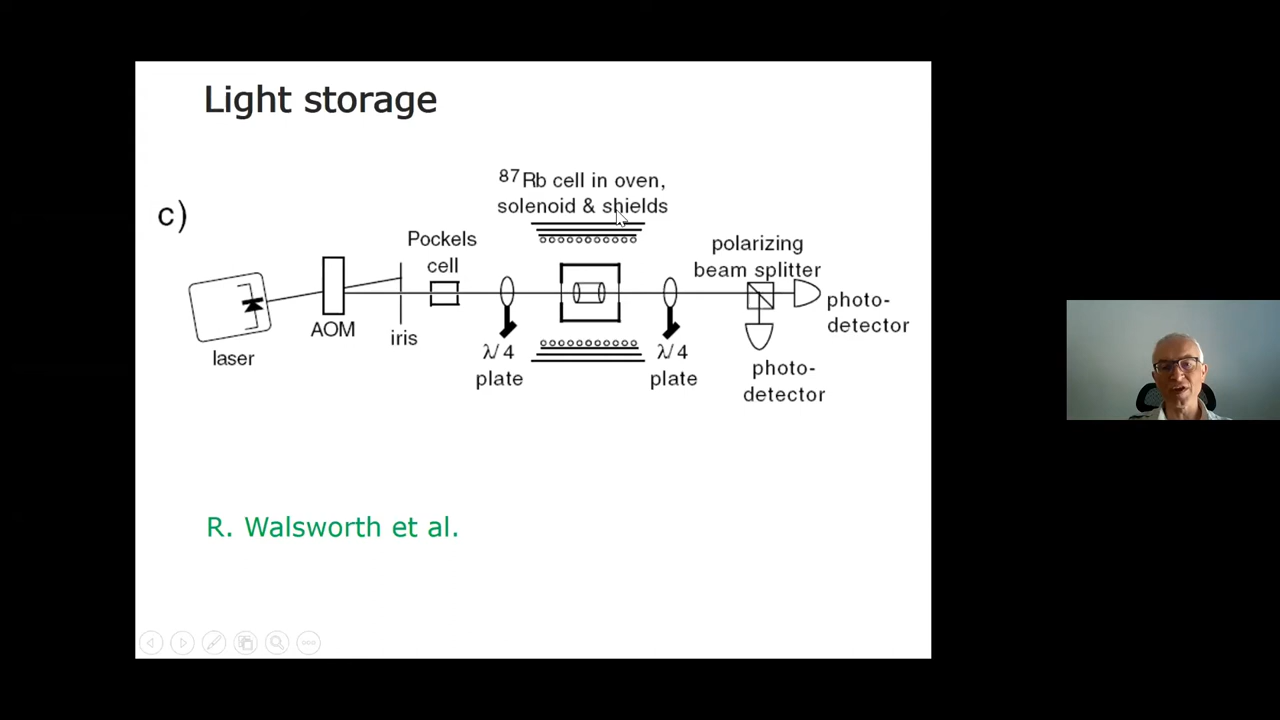 Light storage
c)
87Rb cell in oven,
solenoid & shields
Pockels
cell
polarizing
beam splitter
laser
AOM
iris
λ/4
plate
λ/4
plate
photo-
detector
photo-
detector
R. Walsworth et al.